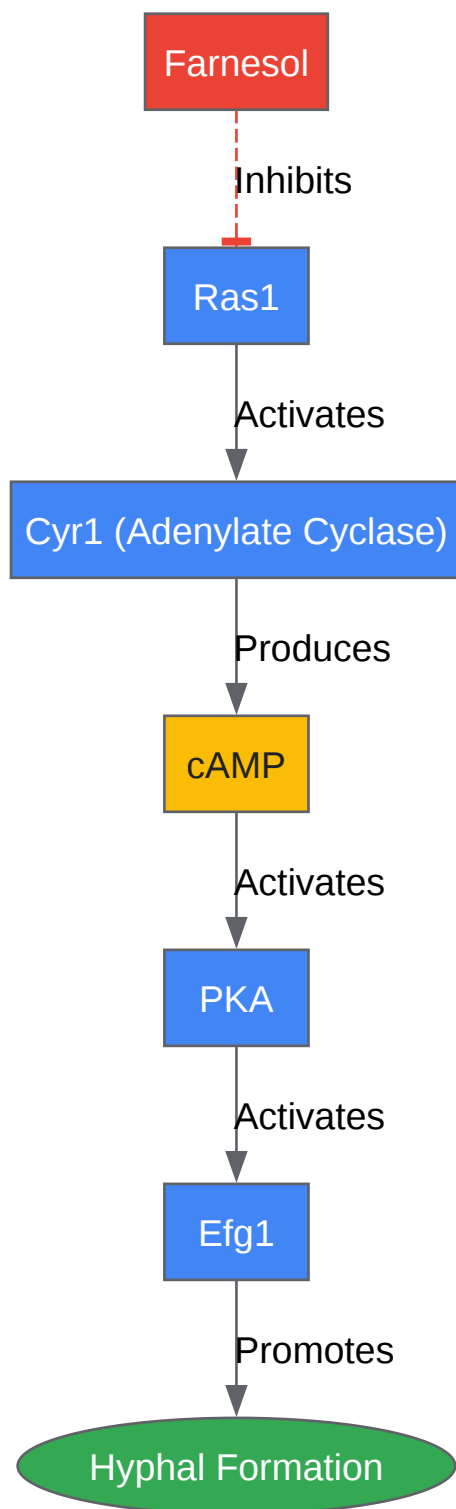 Farnesol
Inhibits
Ras1
Activates
Cyr1 (Adenylate Cyclase)
Produces
cAMP
Activates
PKA
Activates
Efg1
Promotes
Hyphal Formation